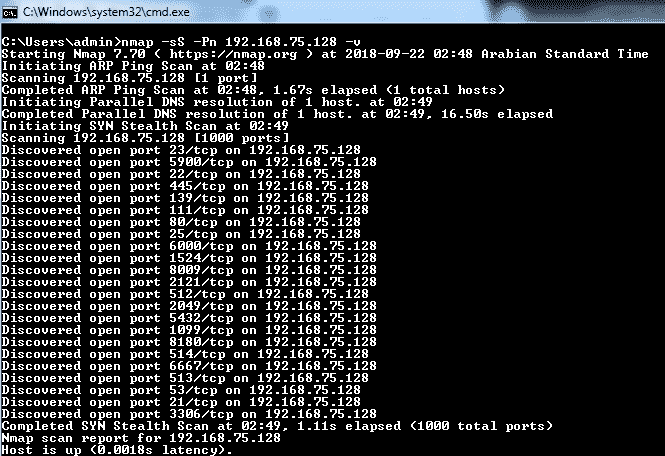 C:\Windows\system32\cmd.exe
C:\Users\admin>nmap -sS -Pn 192.168.75.128 -v
Starting Nmap 7.70 ( https://nmap.org ) at 2018-09-22 02:48 Arabian Standard Time
Initiating ARP Ping Scan at 02:48
Scanning 192.168.75.128 [1 port]
Completed ARP Ping Scan at 02:48, 1.67s elapsed (1 total hosts)
Initiating Parallel DNS resolution of 1 host. at 02:49
Completed Parallel DNS resolution of 1 host. at 02:49, 16.50s elapsed
Initiating SYN Stealth Scan at 02:49
Scanning 192.168.75.128 [1000 ports]
Discovered open port 23/tcp on 192.168.75.128
Discovered open port 5900/tcp on 192.168.75.128
Discovered open port 22/tcp on 192.168.75.128
Discovered open port 445/tcp on 192.168.75.128
Discovered open port 139/tcp on 192.168.75.128
Discovered open port 111/tcp on 192.168.75.128
Discovered open port 80/tcp on 192.168.75.128
Discovered open port 25/tcp on 192.168.75.128
Discovered open port 6000/tcp on 192.168.75.128
Discovered open port 1524/tcp on 192.168.75.128
Discovered open port 8009/tcp on 192.168.75.128
Discovered open port 2121/tcp on 192.168.75.128
Discovered open port 512/tcp on 192.168.75.128
Discovered open port 2049/tcp on 192.168.75.128
Discovered open port 5432/tcp on 192.168.75.128
Discovered open port 1099/tcp on 192.168.75.128
Discovered open port 8180/tcp on 192.168.75.128
Discovered open port 514/tcp on 192.168.75.128
Discovered open port 6667/tcp on 192.168.75.128
Discovered open port 513/tcp on 192.168.75.128
Discovered open port 53/tcp on 192.168.75.128
Discovered open port 21/tcp on 192.168.75.128
Discovered open port 3306/tcp on 192.168.75.128
Completed SYN Stealth Scan at 02:49, 1.11s elapsed (1000 total ports)
Nmap scan report for 192.168.75.128
Host is up (0.0018s latency).